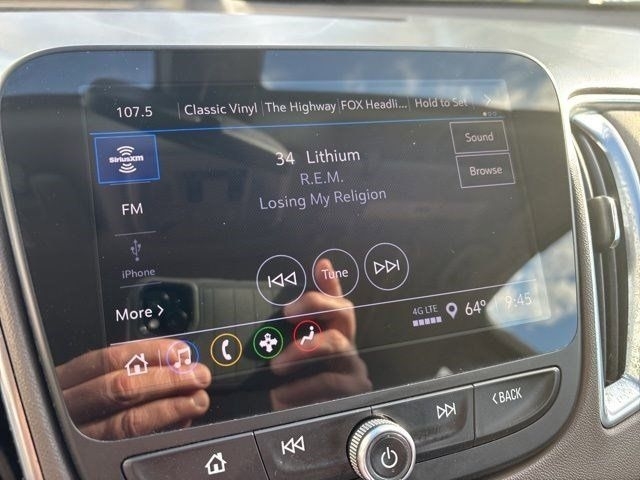 107.5 Classic Vinyl The Highway FOX Headli... Hold to Set
SiriusXM
34 Lithium
R.E.M.
Losing My Religion
Sound
Browse
FM
iPhone
Tune
More
4G LTE
64°
9:45
BACK